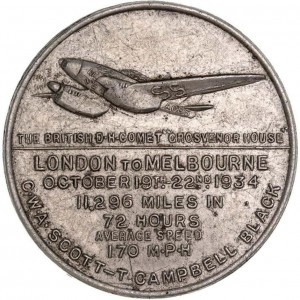 THE BRITISH D·H·COMET "GROSVENOR HOUSE"
LONDON TO MELBOURNE
OCTOBER 19TH-22ND 1934
11,296 MILES IN
72 HOURS
AVERAGE SPEED
170 M·P·H
C.W.A. SCOTT - T. CAMPBELL BLACK